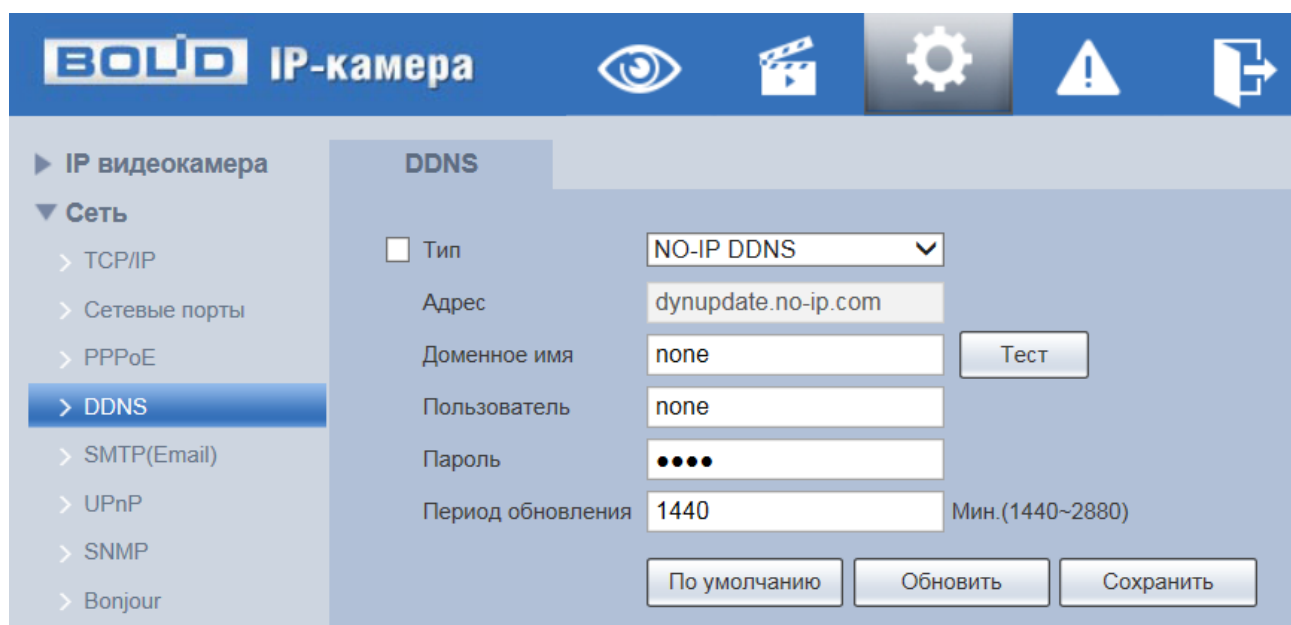 BOLID IP-камера
IP видеокамера
Сеть
TCP/IP
Сетевые порты
PPPoE
DDNS
SMTP(Email)
UPnP
SNMP
Bonjour
DDNS
Тип NO-IP DDNS
Адрес dynupdate.no-ip.com
Доменное имя none Тест
Пользователь none
Пароль ●●●●
Период обновления 1440 Мин.(1440~2880)
По умолчанию Обновить Сохранить